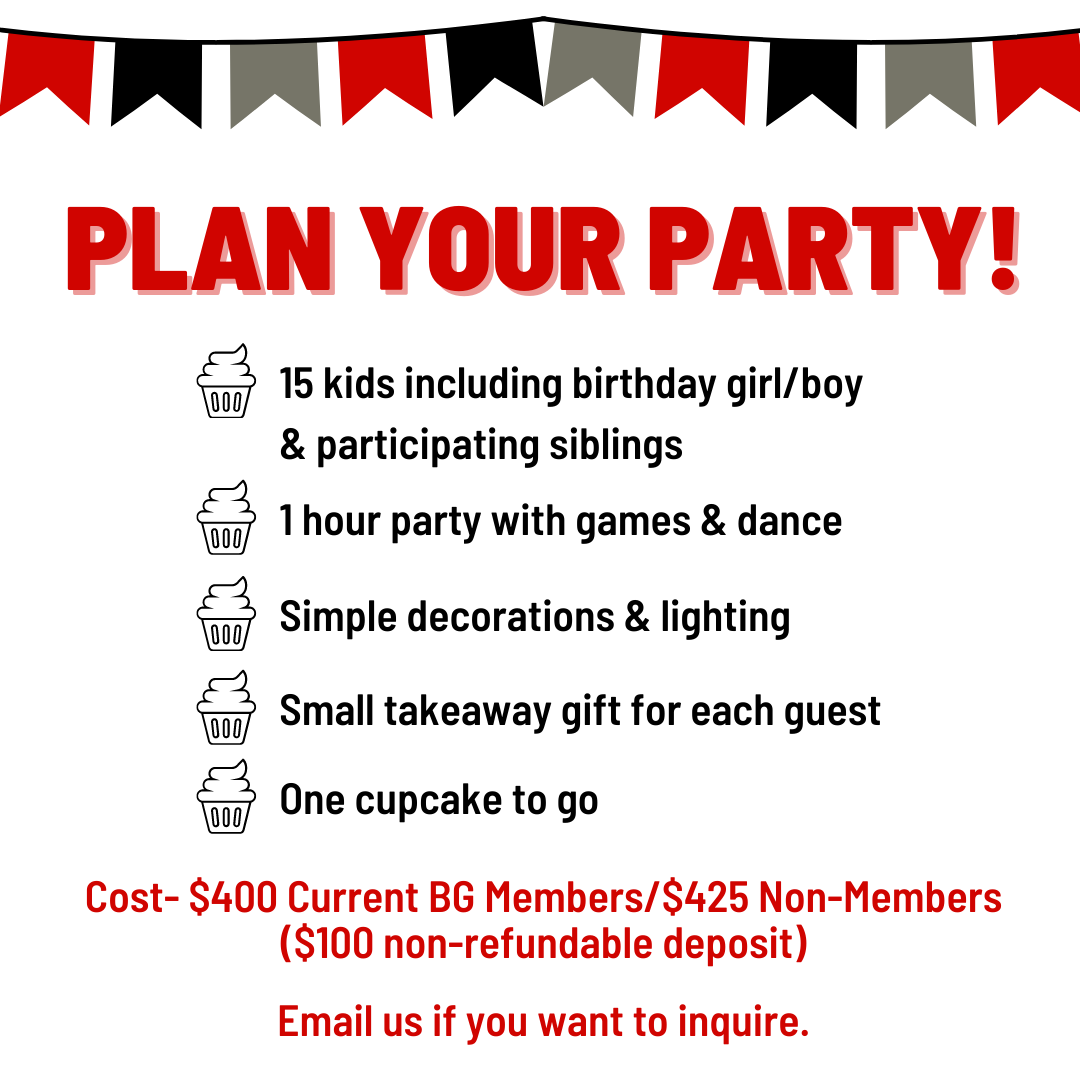 PLAN YOUR PARTY!
15 kids including birthday girl/boy
& participating siblings
1 hour party with games & dance
Simple decorations & lighting
Small takeaway gift for each guest
One cupcake to go
Cost- $400 Current BG Members/$425 Non-Members
($100 non-refundable deposit)
Email us if you want to inquire.